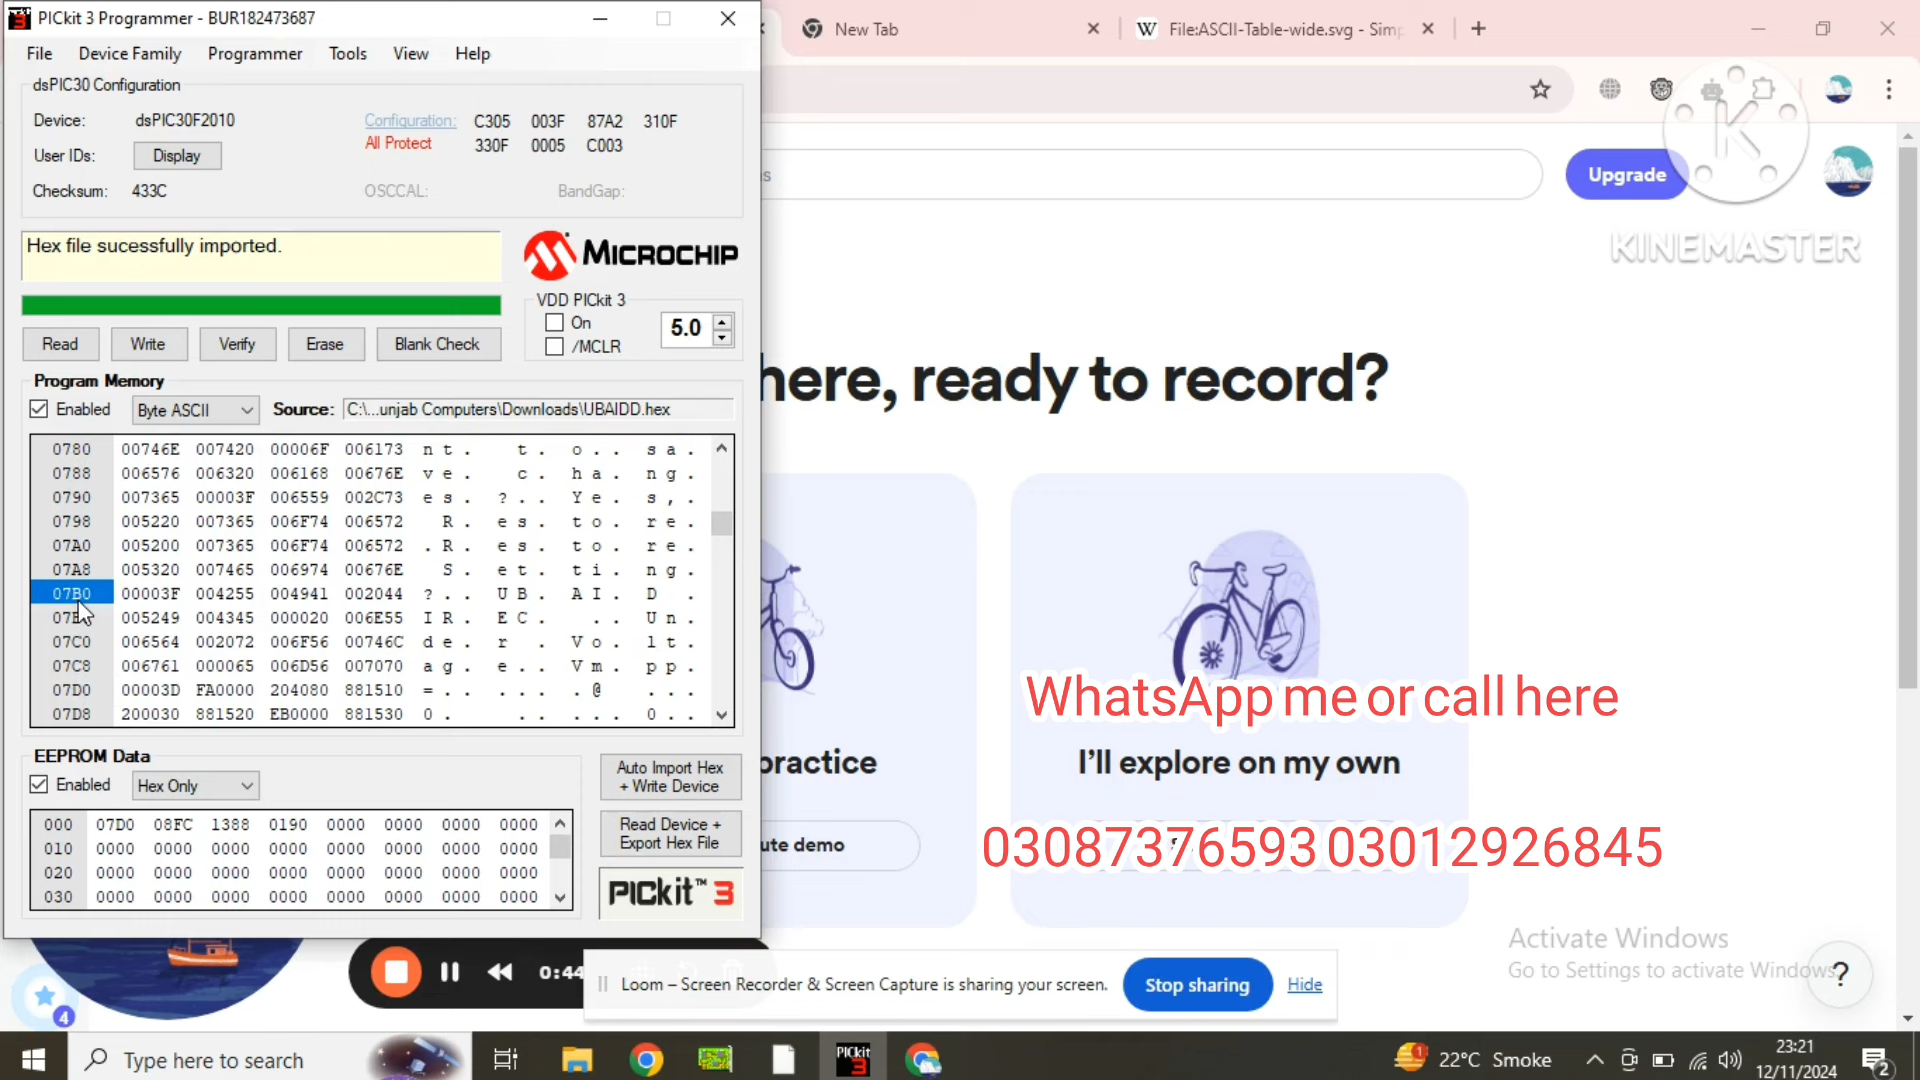 PICkit 3 Programmer - BUR182473687
New Tab
File:ASCII-Table-wide.svg - Simp
File Device Family Programmer Tools View Help
dsPIC30 Configuration
Device: dsPIC30F2010 Configuration: C305 003F 87A2 310F
All Protect 330F 0005 C003
User IDs: Display
Checksum: 433C OSCCAL: BandGap:
Upgrade
K
KINEMASTER
Hex file sucessfully imported.
MICROCHIP
VDD PICkit 3
On
/MCLR
5.0
Read Write Verify Erase Blank Check
here, ready to record?
Program Memory
Enabled Byte ASCII Source: C:\...unjab Computers\Downloads\UBAIDD.hex
0780 00746E 007420 00006F 006173 n t . t . o . . s a .
0788 006576 006320 006168 00676E v e . c . h a . n g .
0790 007365 00003F 006559 002C73 e s . ? . . Y e . s , .
0798 005220 007365 006F74 006572 R . e s . t o . r e .
07A0 005200 007365 006F74 006572 . R . e s . t o . r e .
07A8 005320 007465 006974 00676E S . e t . t i . n g .
07B0 00003F 004255 004941 002044 ? . . U B . A I . D .
005249 004345 000020 006E55 I R . E C . . . U n .
07C0 006564 002072 006F56 00746C d e . r . V o . l t .
07C8 006761 000065 006D56 007070 a g . e . . V m . p p .
07D0 00003D FA0000 204080 881510 = . . . . . . @ . . .
07D8 200030 881520 EB0000 881530 0 . . . . . . 0 . .
EEPROM Data
Enabled Hex Only
000 07D0 08FC 1388 0190 0000 0000 0000 0000
010 0000 0000 0000 0000 0000 0000 0000 0000
020 0000 0000 0000 0000 0000 0000 0000 0000
030 0000 0000 0000 0000 0000 0000 0000 0000
Auto Import Hex
+ Write Device
Read Device +
Export Hex File
PICkit™ 3
WhatsApp me or call here
practice
I'll explore on my own
03087376593 03012926845
ute demo
Activate Windows
Go to Settings to activate Windows.
?
4
0:44
Loom – Screen Recorder & Screen Capture is sharing your screen. Stop sharing Hide
Type here to search
PICkit
3
1
22°C Smoke
23:21
12/11/2024
2